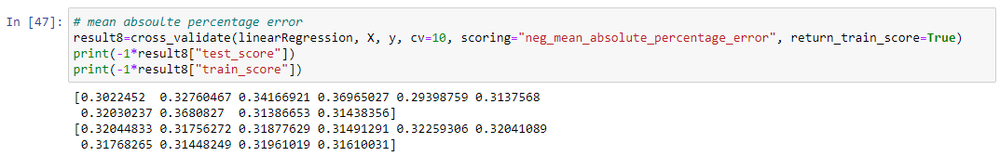 In [47]:
# mean absoulte percentage error
result8=cross_validate(linearRegression, X, y, cv=10, scoring="neg_mean_absolute_percentage_error", return_train_score=True)
print(-1*result8["test_score"])
print(-1*result8["train_score"])
[0.3022452  0.32760467 0.34166921 0.36965027 0.29398759 0.3137568
 0.32030237 0.3680827  0.31386653 0.31438356]
[0.32044833 0.31756272 0.31877629 0.31491291 0.32259306 0.32041089
 0.31768265 0.31448249 0.31961019 0.31610031]